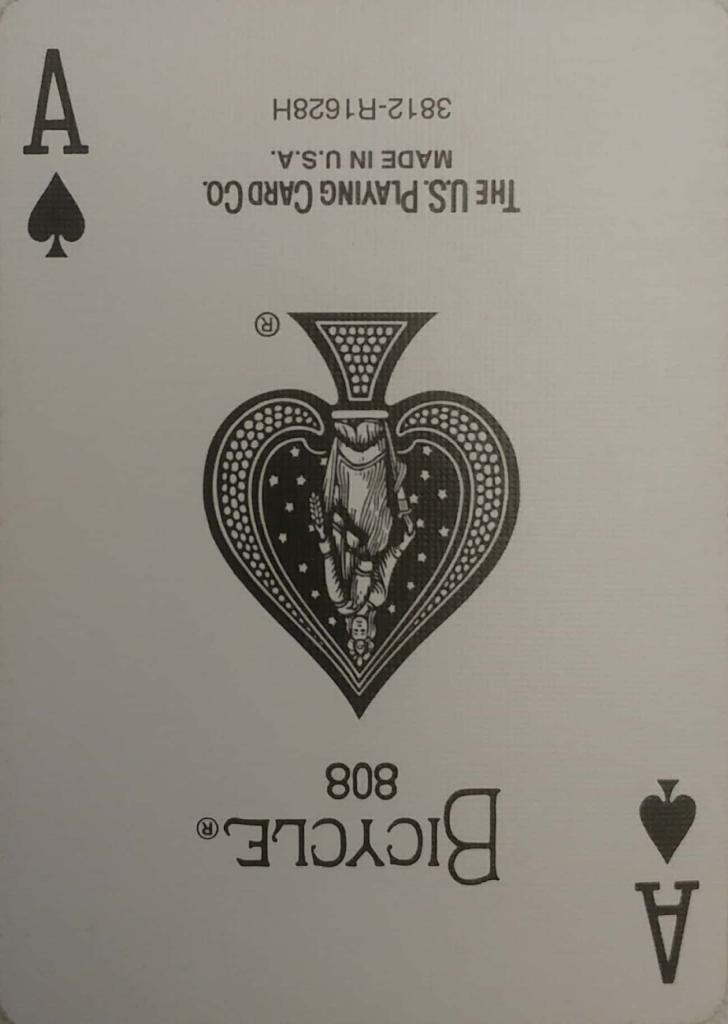 A
BICYCLE®
808
®
THE U.S. PLAYING CARD CO.
MADE IN U.S.A.
3812-R1628H
A